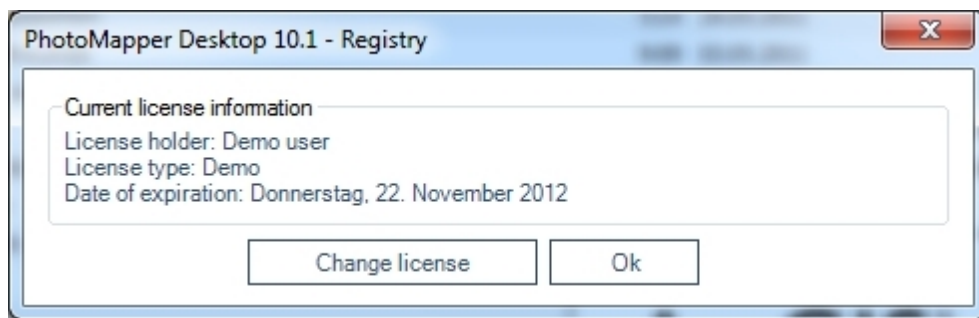 PhotoMapper Desktop 10.1 - Registry
Current license information
License holder: Demo user
License type: Demo
Date of expiration: Donnerstag, 22. November 2012
Change license
Ok